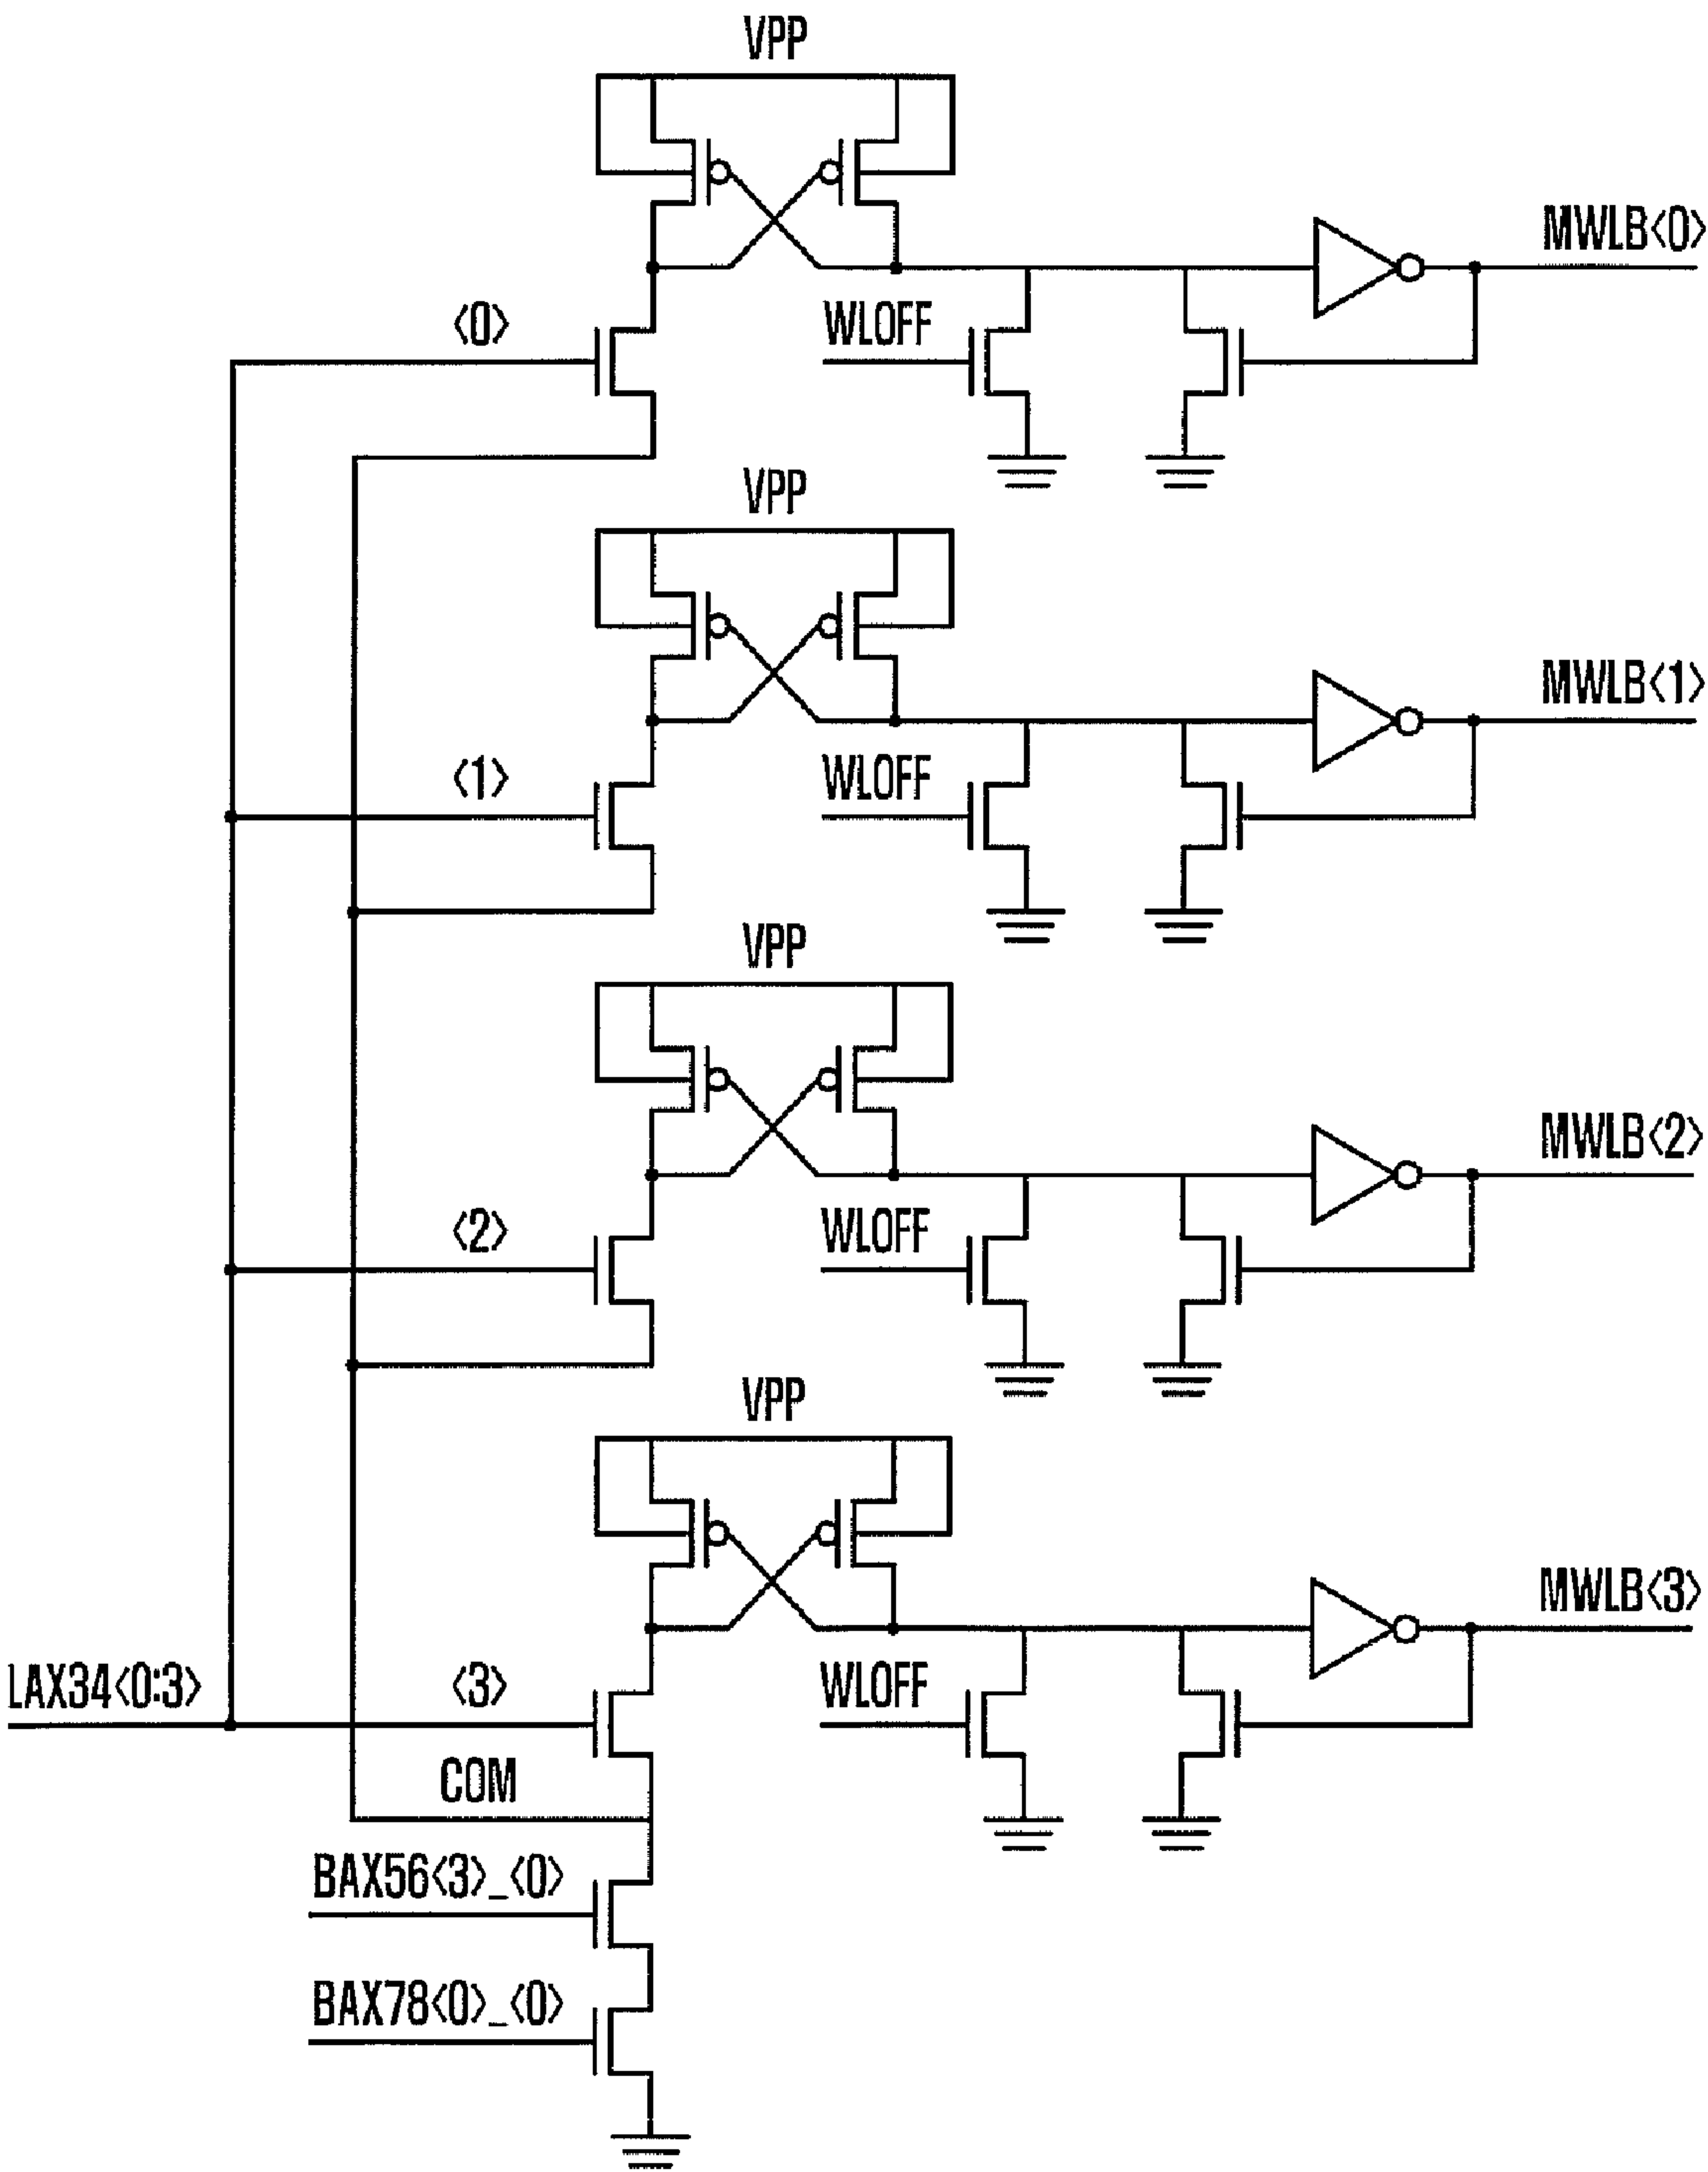 VPP
MWLB<0>
<0>
WLOFF
VPP
MWLB<1>
<1>
WLOFF
VPP
MWLB<2>
<2>
WLOFF
VPP
MWLB<3>
LAX34<0:3>
<3>
WLOFF
COM
BAX56<3>_<0>
BAX78<0>_<0>